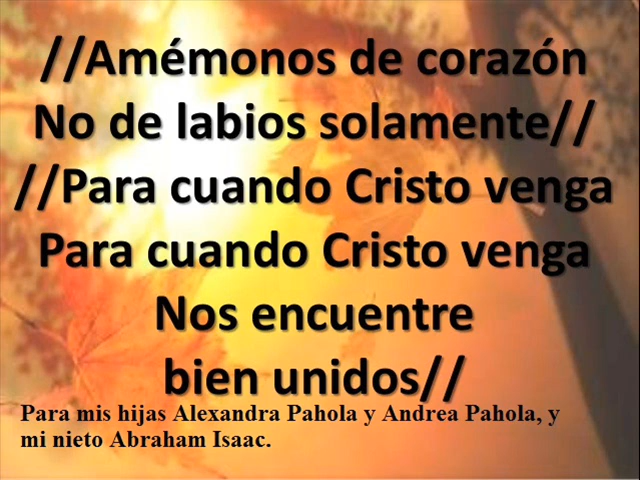 //Amémonos de corazón
No de labios solamente//
//Para cuando Cristo venga
Para cuando Cristo venga
Nos encuentre
bien unidos//
Para mis hijas Alexandra Pahola y Andrea Pahola, y
mi nieto Abraham Isaac.